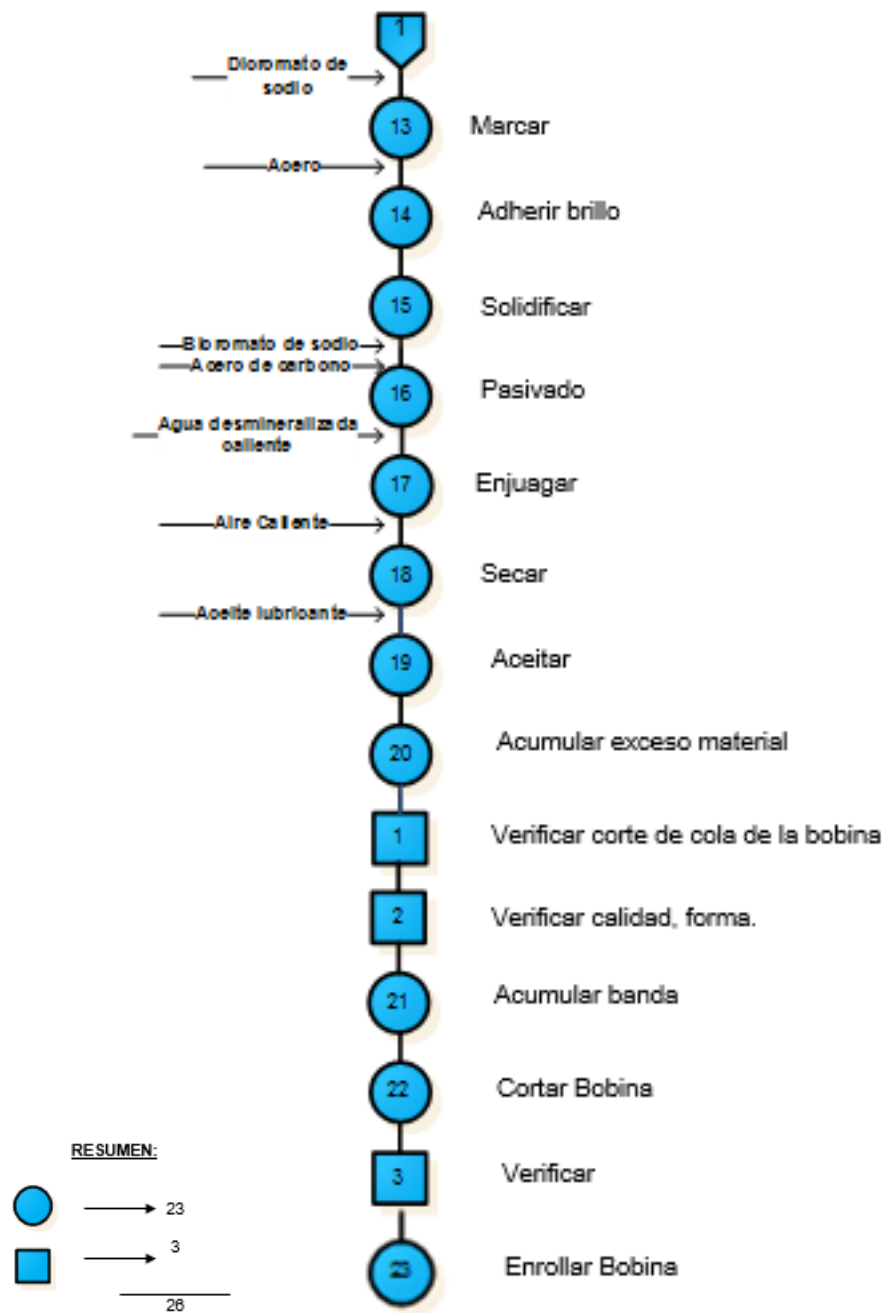 1
Dicromato de
sodio
13
Marcar
Acero
14
Adherir brillo
15
Solidificar
Bicromato de sodio
Acero de carbono
16
Pasivado
Agua desmineralizada
caliente
17
Enjuagar
Aire Caliente
18
Secar
Aceite lubricante
19
Aceitar
20
Acumular exceso material
1
Verificar corte de cola de la bobina
2
Verificar calidad, forma.
21
Acumular banda
22
Cortar Bobina
3
Verificar
23
Enrollar Bobina
RESUMEN:
23
3
26